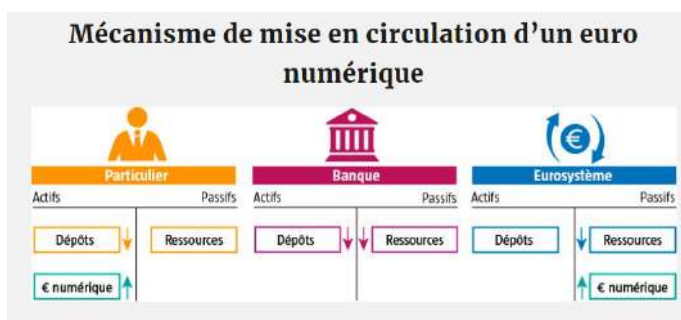 Mécanisme de mise en circulation d’un euro
numérique
€
Particulier Banque Eurosystème
Actifs Passifs Actifs Passifs Actifs Passifs
Dépôts Ressources Dépôts Ressources Dépôts Ressources
€ numérique € numérique